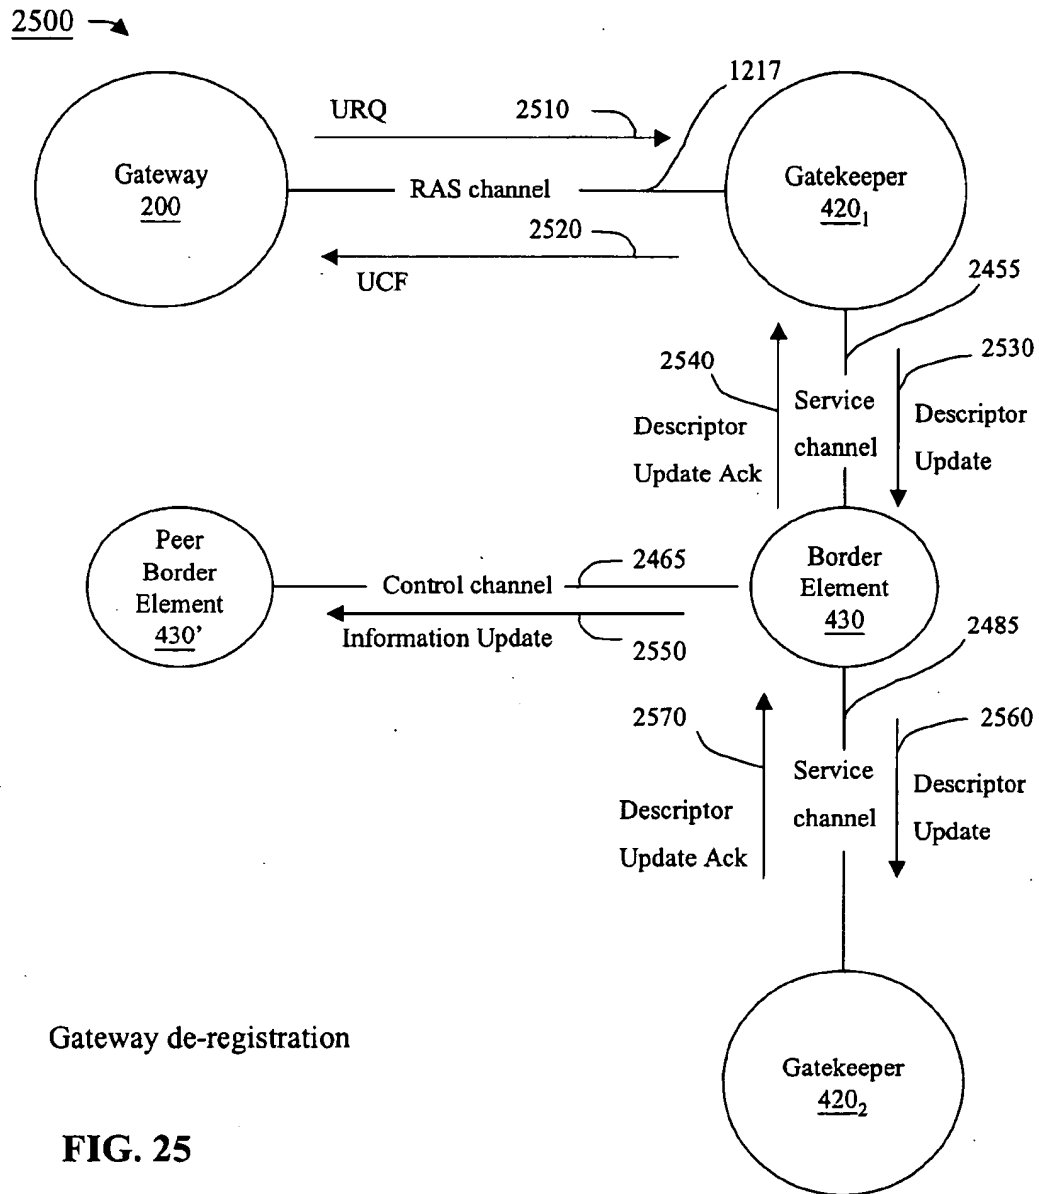 2500
URQ
2510
1217
Gateway
200
RAS channel
Gatekeeper
420₁
2520
UCF
2455
2540
2530
Service
channel
Descriptor
Update Ack
Descriptor
Update
Peer
Border
Element
430'
Control channel
2465
Border
Element
430
Information Update
2550
2485
2570
2560
Service
channel
Descriptor
Update Ack
Descriptor
Update
Gateway de-registration
Gatekeeper
420₂
FIG. 25